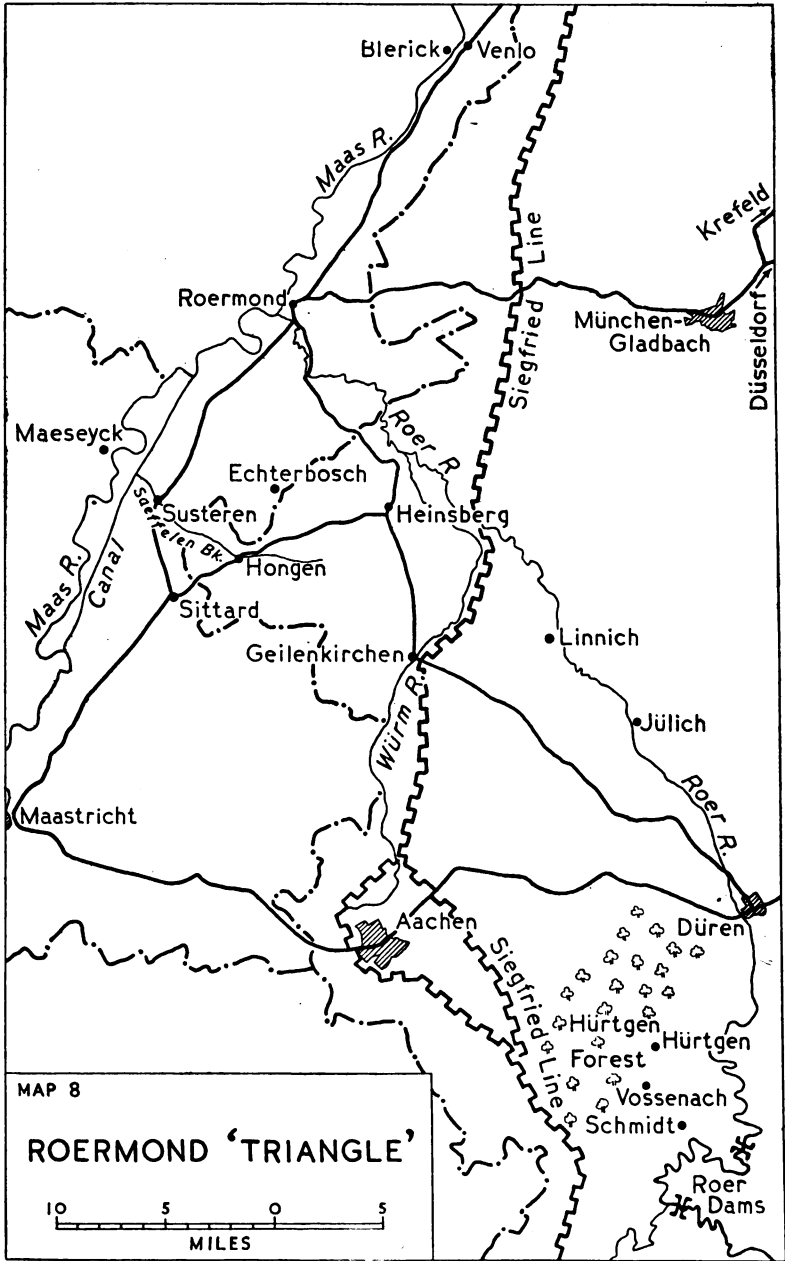 Blerick
Venlo
Maas R.
Krefeld
Siegfried Line
Roermond
München-
Gladbach
Düsseldorf
Siegfried
Maeseyck
Roer R.
Echterbosch
Susteren
Heinsberg
Saeffelen Bk.
Hongen
Maas R.
Canal
Sittard
Linnich
Geilenkirchen
Würm R.
Jülich
Roer R.
Maastricht
Aachen
Düren
Siegfried Line
Hürtgen
Forest
Hürtgen
Vossenach
Schmidt
Roer
Dams
MAP 8
ROERMOND ‘TRIANGLE’
10 5 0 5
MILES